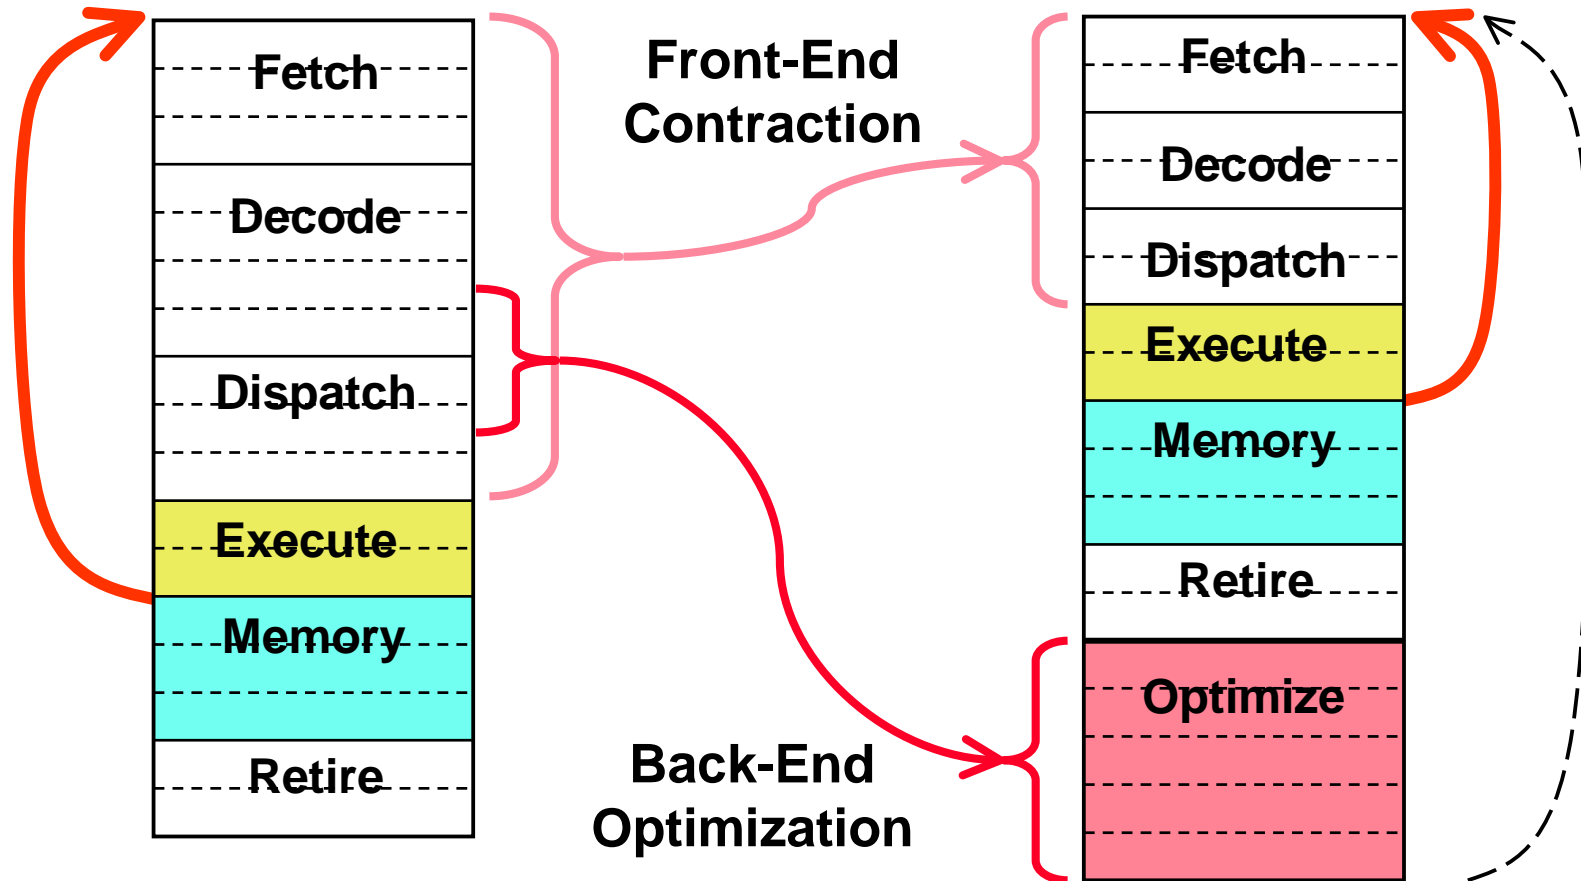 Fetch
Decode
Dispatch
Execute
Memory
Retire
Front-End
Contraction
Back-End
Optimization
Fetch
Decode
Dispatch
Execute
Memory
Retire
Optimize